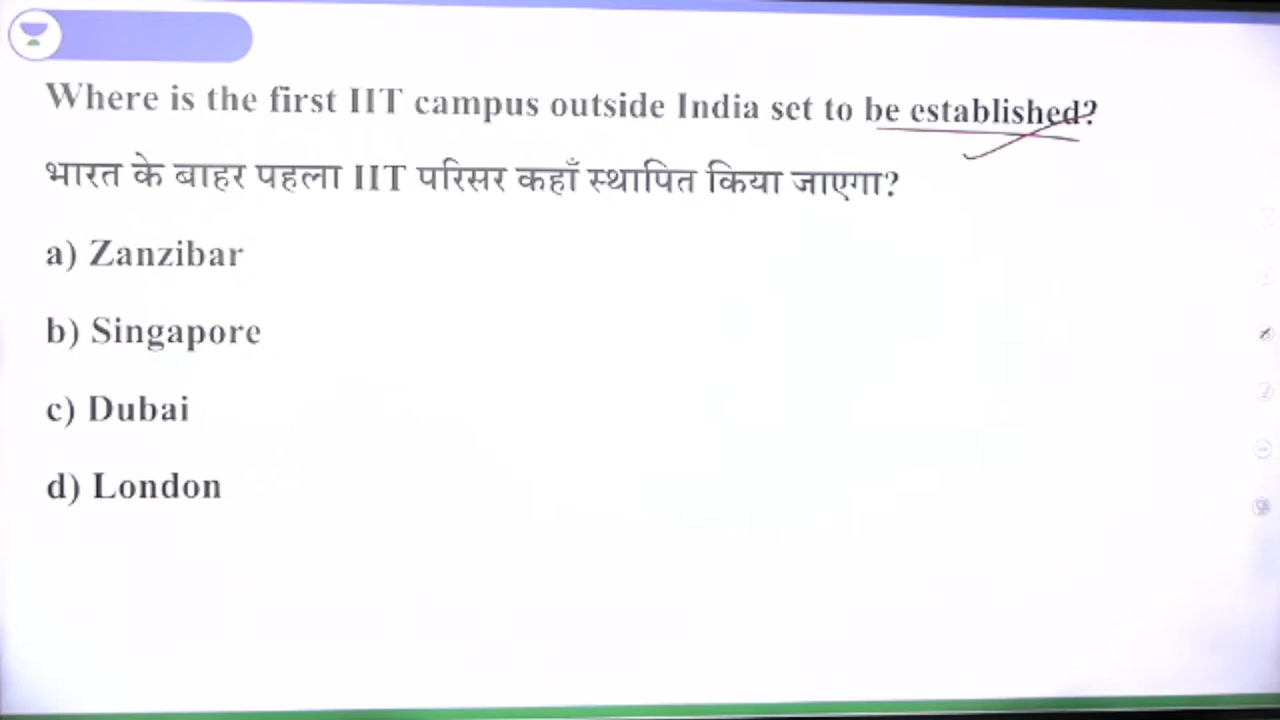 Where is the first IIT campus outside India set to be established?
भारत के बाहर पहला IIT परिसर कहाँ स्थापित किया जाएगा?
a) Zanzibar
b) Singapore
c) Dubai
d) London